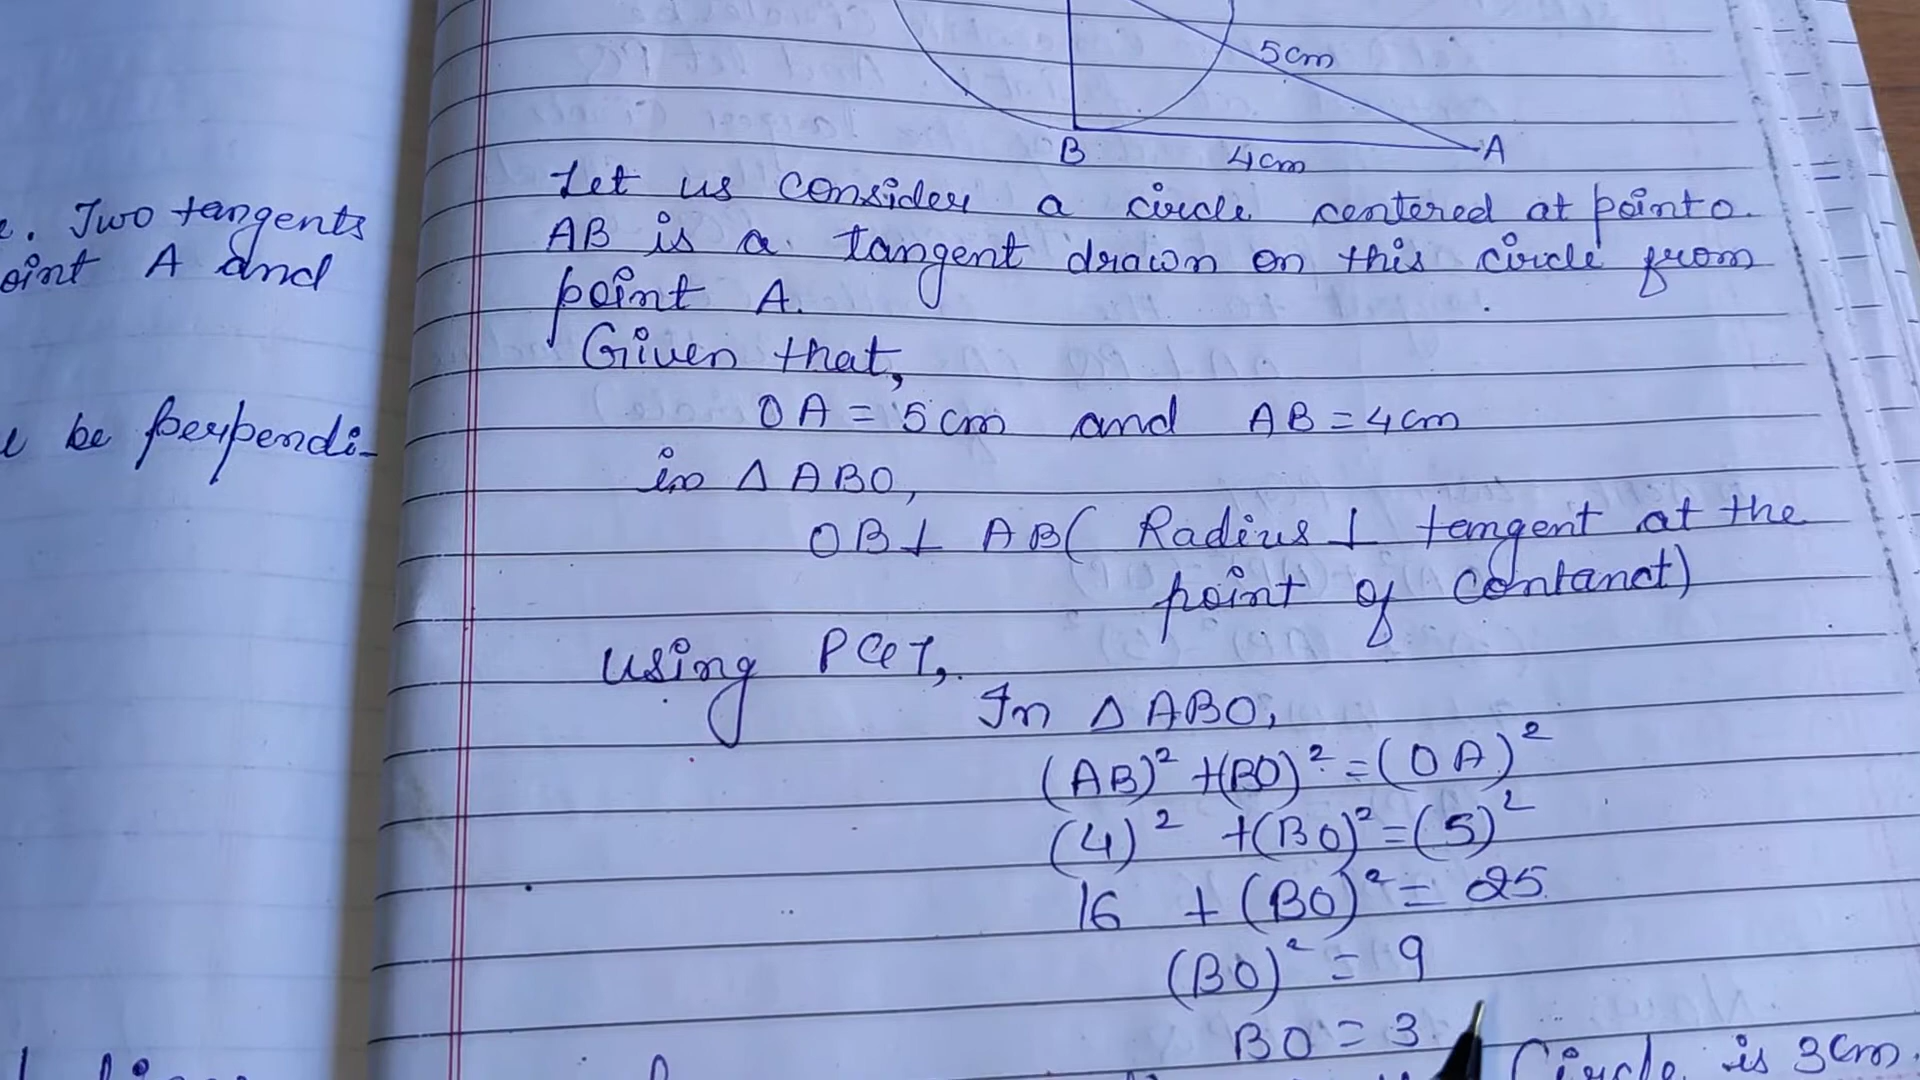 5cm
B
4cm
A
Let us consider a circle centered at point o.
AB is a tangent drawn on this circle from
point A.
Given that,
OA = 5cm and AB = 4cm
in △ ABO,
OB ⊥ AB ( Radius ⊥ tengent at the
point of Contanct)
using PGT,
In △ ABO,
(AB)² + (BO)² = (OA)²
(4)² + (BO)² = (5)²
16 + (BO)² = 25
(BO)² = 9
BO = 3
Circle is 3cm.
. Two tangents
oint A and
be perpendi-